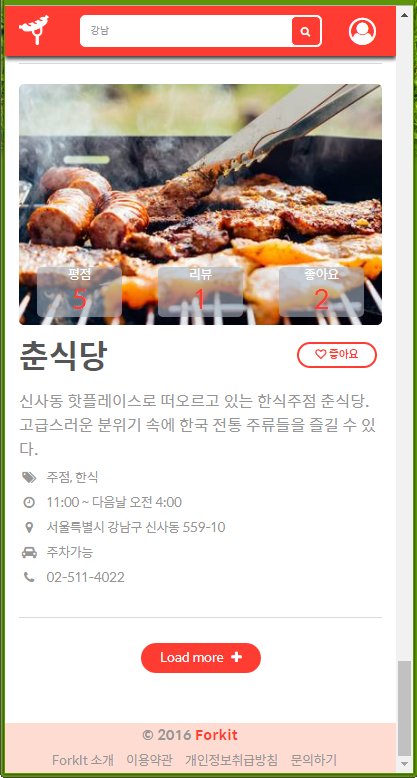 강남
평점
리뷰
좋아요
5
1
2
춘식당
좋아요
신사동 핫플레이스로 떠오르고 있는 한식주점 춘식당.
고급스러운 분위기 속에 한국 전통 주류들을 즐길 수 있
다.
주점, 한식
11:00 ~ 다음날 오전 4:00
서울특별시 강남구 신사동 559-10
주차가능
02-511-4022
Load more +
© 2016 Forkit
ForkIt 소개 이용약관 개인정보취급방침 문의하기